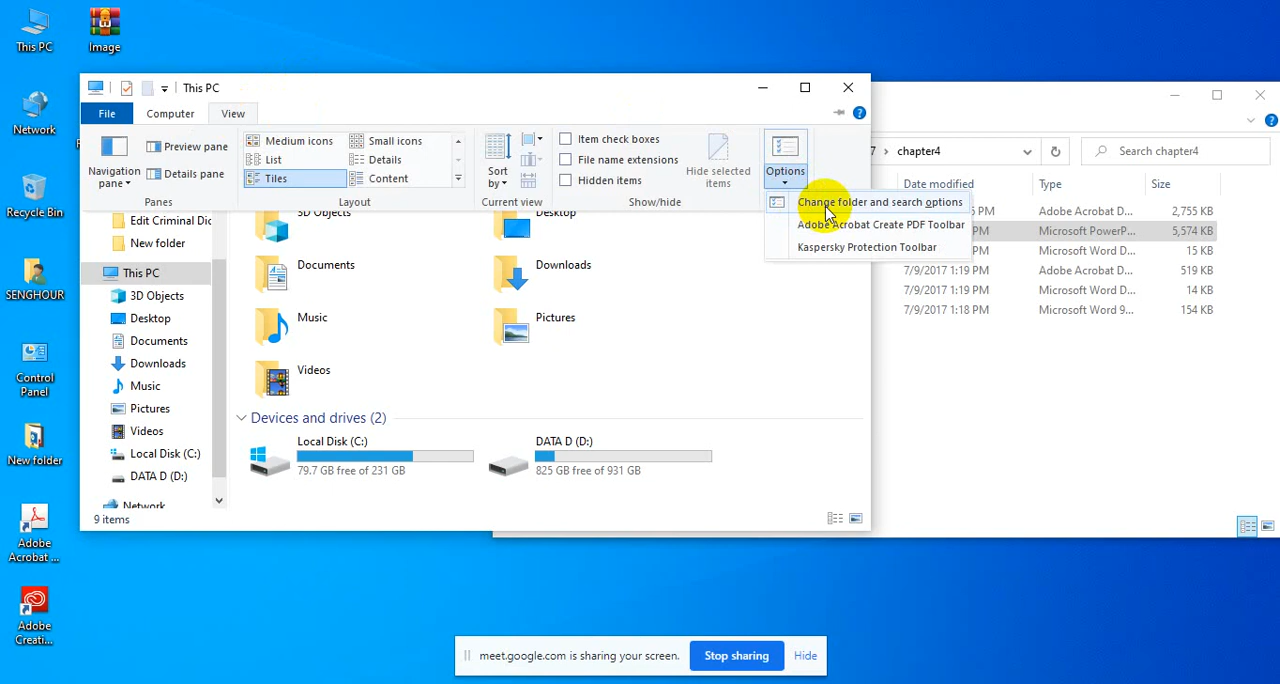 This PC
Image
Network
Recycle Bin
SENGHOUR
Control
Panel
New folder
Adobe
Acrobat ...
Adobe
Creati...
This PC
File
Computer
View
Navigation
pane
Preview pane
Details pane
Panes
Medium icons
Small icons
List
Details
Tiles
Content
Layout
Sort
by
Current view
Item check boxes
File name extensions
Hidden items
Hide selected
items
Show/hide
Options
Change folder and search options
Adobe Acrobat Create PDF Toolbar
Kaspersky Protection Toolbar
Edit Criminal Dic
New folder
This PC
3D Objects
Desktop
Documents
Downloads
Music
Pictures
Videos
Local Disk (C:)
DATA D (D:)
Network
3D Objects
Desktop
Documents
Downloads
Music
Pictures
Videos
Devices and drives (2)
Local Disk (C:)
79.7 GB free of 231 GB
DATA D (D:)
825 GB free of 931 GB
9 items
7 › chapter4
Search chapter4
Date modified Type Size
PM Adobe Acrobat D... 2,755 KB
PM Microsoft PowerP... 5,574 KB
PM Microsoft Word D... 15 KB
7/9/2017 1:19 PM Adobe Acrobat D... 519 KB
7/9/2017 1:19 PM Microsoft Word D... 14 KB
7/9/2017 1:18 PM Microsoft Word 9... 154 KB
meet.google.com is sharing your screen.
Stop sharing
Hide